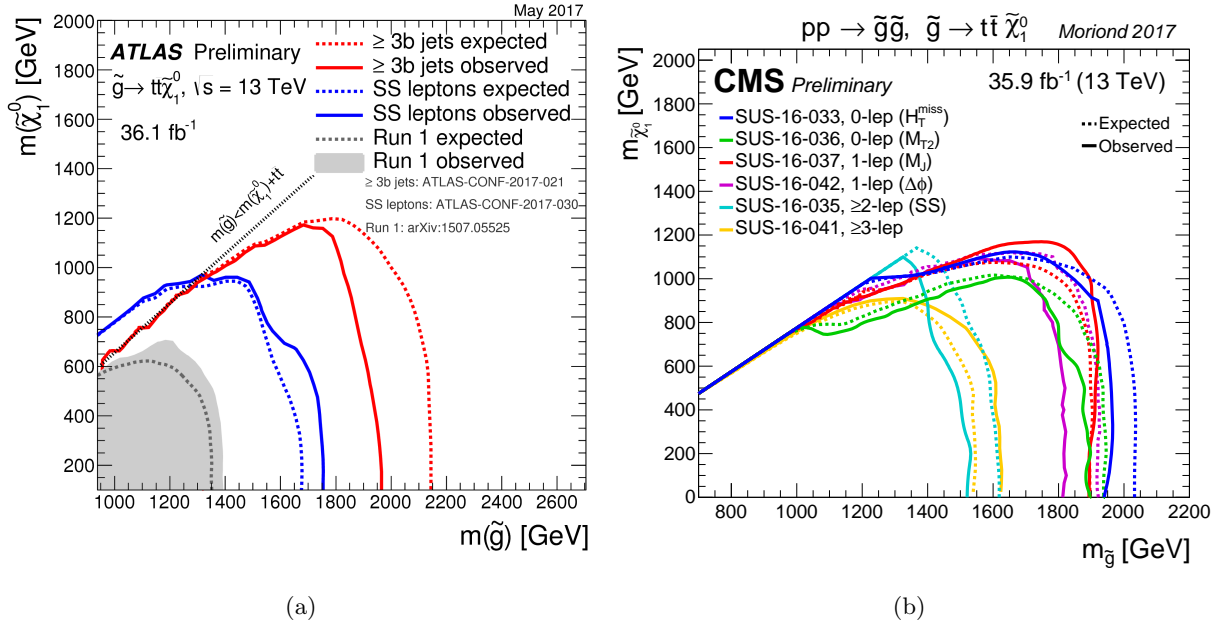 May 2017
m(χ̃₁⁰) [GeV]
2000
1800
1600
1400
1200
1000
800
600
400
200
ATLAS Preliminary
g̃→ tt̄χ̃₁⁰, √s = 13 TeV
36.1 fb⁻¹
≥ 3b jets expected
≥ 3b jets observed
SS leptons expected
SS leptons observed
Run 1 expected
Run 1 observed
≥ 3b jets: ATLAS-CONF-2017-021
SS leptons: ATLAS-CONF-2017-030
Run 1: arXiv:1507.05525
m(g̃)<m(χ̃₁⁰)+tt̄
1000 1200 1400 1600 1800 2000 2200 2400 2600
m(g̃) [GeV]
(a)
pp → g̃g̃, g̃ → tt̄ χ̃₁⁰ Moriond 2017
m_χ̃₁⁰ [GeV]
2000
1800
1600
1400
1200
1000
800
600
400
200
0
CMS Preliminary
35.9 fb⁻¹ (13 TeV)
SUS-16-033, 0-lep (H_T^miss)
SUS-16-036, 0-lep (M_T2)
SUS-16-037, 1-lep (M_J)
SUS-16-042, 1-lep (Δϕ)
SUS-16-035, ≥2-lep (SS)
SUS-16-041, ≥3-lep
Expected
Observed
800 1000 1200 1400 1600 1800 2000 2200
m_g̃ [GeV]
(b)